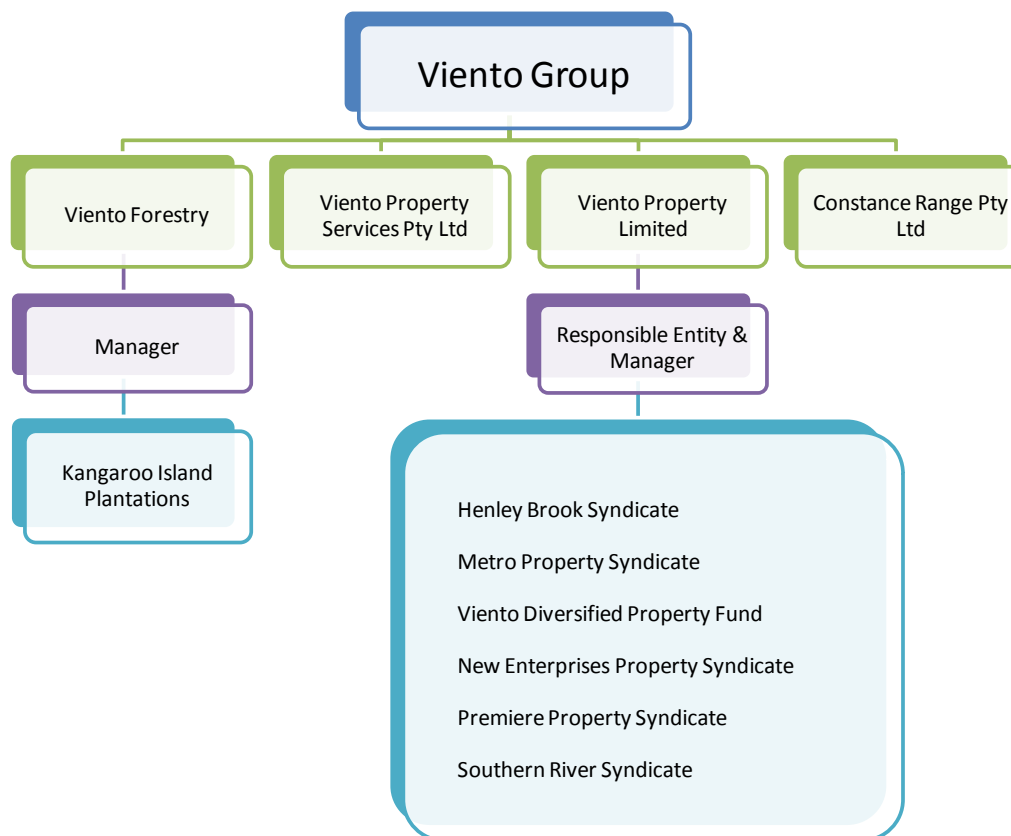 Viento Group
Viento Forestry
Viento Property
Services Pty Ltd
Viento Property
Limited
Constance Range Pty
Ltd
Manager
Responsible Entity &
Manager
Kangaroo Island
Plantations
Henley Brook Syndicate
Metro Property Syndicate
Viento Diversified Property Fund
New Enterprises Property Syndicate
Premiere Property Syndicate
Southern River Syndicate